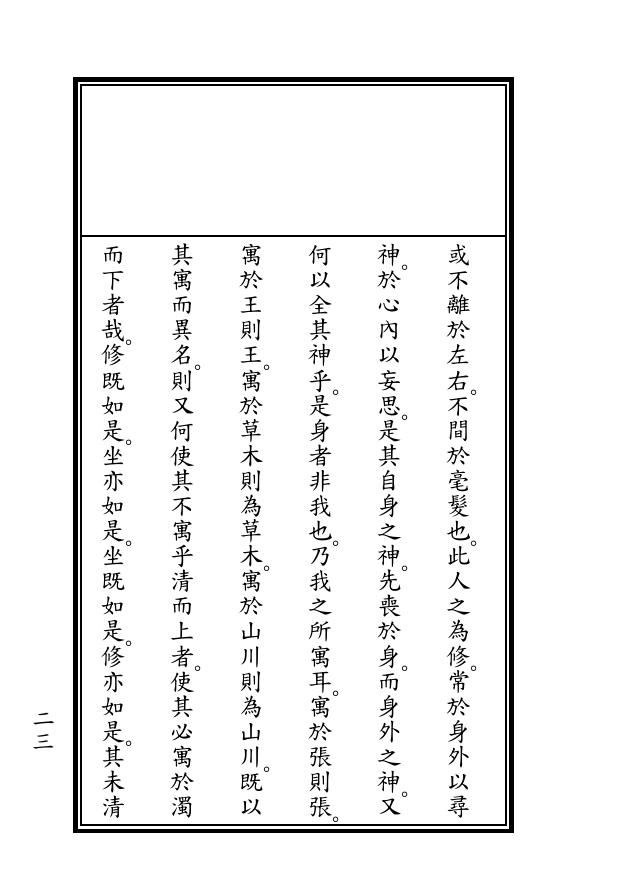 或不離於左右。不間於毫髮也。此人之為修。常於身外以尋
神。於心內以妄思。是其自身之神。先喪於身。而身外之神。又
何以全其神乎。是身者非我也。乃我之所寓耳。寓於張則張。
寓於王則王。寓於草木則為草木。寓於山川則為山川。既以
其寓而異名。則又何使其不寓乎清而上者。使其必寓於濁
而下者哉。修既如是。坐亦如是。坐既如是。修亦如是。其未清
二三